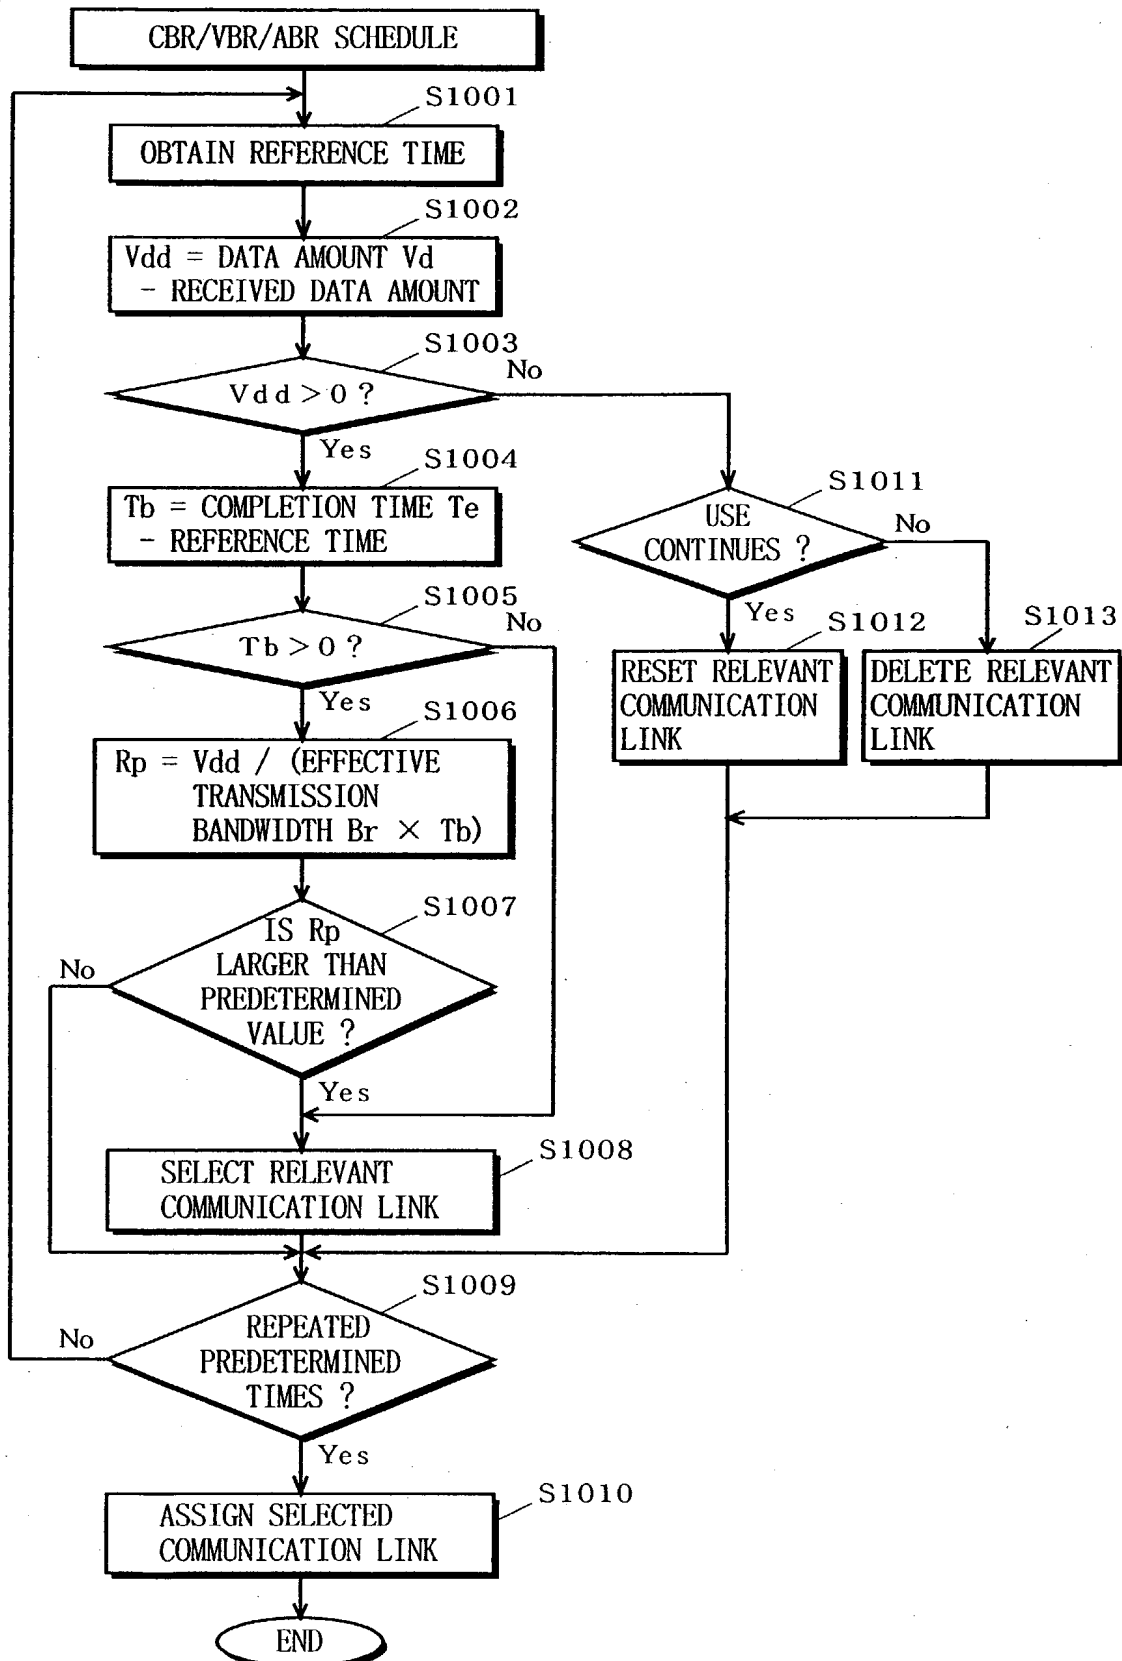 CBR/VBR/ABR SCHEDULE
S1001
OBTAIN REFERENCE TIME
S1002
Vdd = DATA AMOUNT Vd
- RECEIVED DATA AMOUNT
S1003
Vdd > 0 ?
No
Yes
S1004
Tb = COMPLETION TIME Te
- REFERENCE TIME
S1011
USE
CONTINUES ?
No
Yes
S1005
Tb > 0 ?
No
Yes
S1012
RESET RELEVANT
COMMUNICATION
LINK
S1013
DELETE RELEVANT
COMMUNICATION
LINK
S1006
Rp = Vdd / (EFFECTIVE
TRANSMISSION
BANDWIDTH Br × Tb)
S1007
IS Rp
LARGER THAN
PREDETERMINED
VALUE ?
No
Yes
S1008
SELECT RELEVANT
COMMUNICATION LINK
S1009
REPEATED
PREDETERMINED
TIMES ?
No
Yes
S1010
ASSIGN SELECTED
COMMUNICATION LINK
END